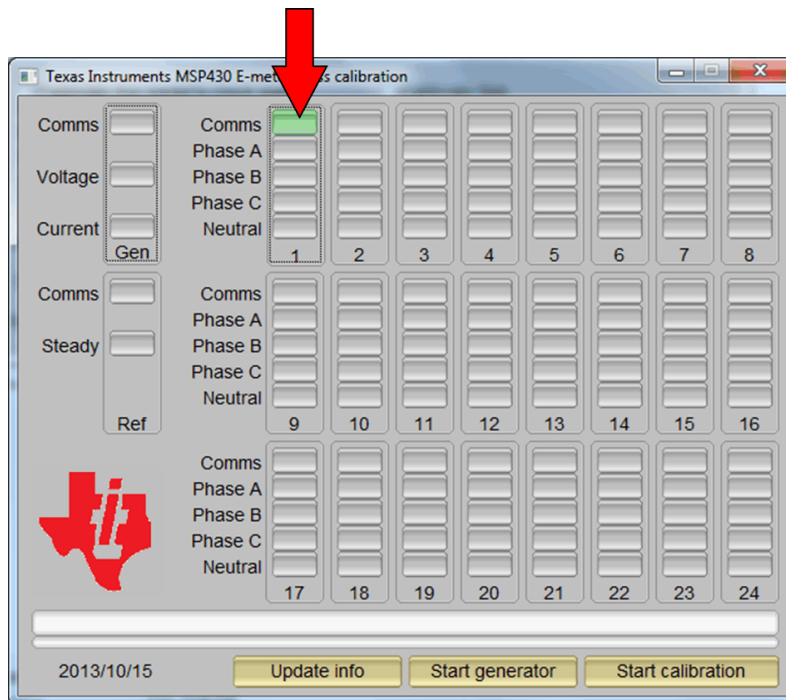 Texas Instruments MSP430 E-met s calibration
Comms Comms
Phase A
Voltage Phase B
Phase C
Current Neutral
Gen 1 2 3 4 5 6 7 8
Comms Comms
Phase A
Steady Phase B
Phase C
Neutral
Ref 9 10 11 12 13 14 15 16
Comms
Phase A
Phase B
Phase C
Neutral
17 18 19 20 21 22 23 24
2013/10/15 Update info Start generator Start calibration